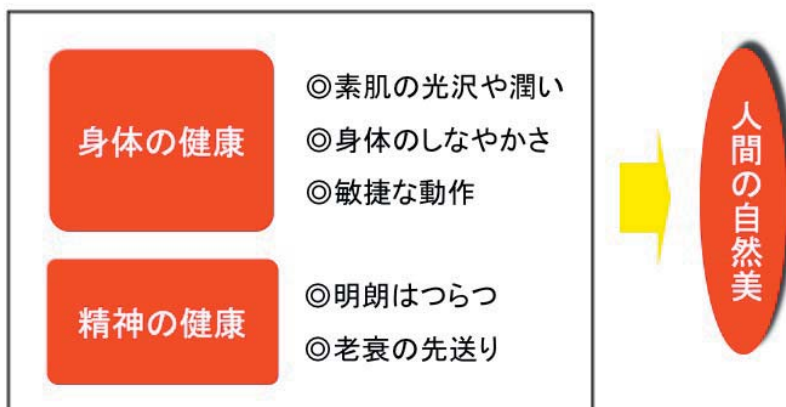 身体の健康
◎素肌の光沢や潤い
◎身体のしなやかさ
◎敏捷な動作
精神の健康
◎明朗はつらつ
◎老衰の先送り
人間の自然美